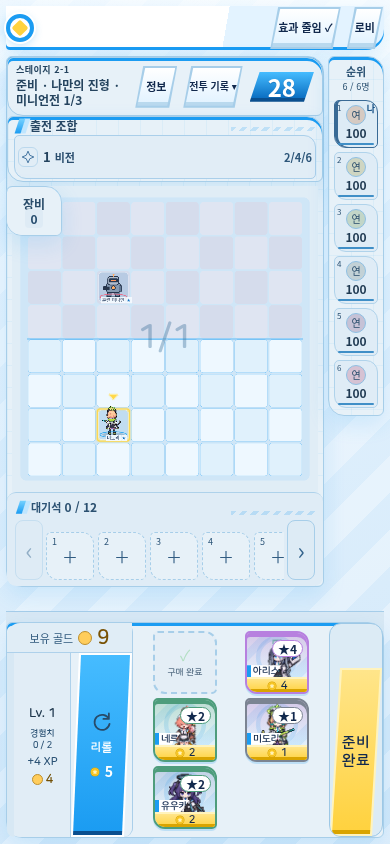 효과 줄임 ✓
로비
스테이지 2-1
준비 · 나만의 진형 · 미니언전 1/3
정보
전투 기록 ▾
28
순위
6 / 6명
출전 조합
1 비전
2/4/6
장비
0
1/1
1
여
나
100
2
연
100
3
연
100
4
연
100
5
연
100
6
연
100
대기석 0 / 12
‹
1
+
2
+
3
+
4
+
5
+
›
보유 골드 9
Lv. 1
경험치
0 / 2
+4 XP
4
리롤
5
✓
구매 완료
★4
아리스
4
★2
2
★1
미도리
1
★2
유우카
2
준비
완료